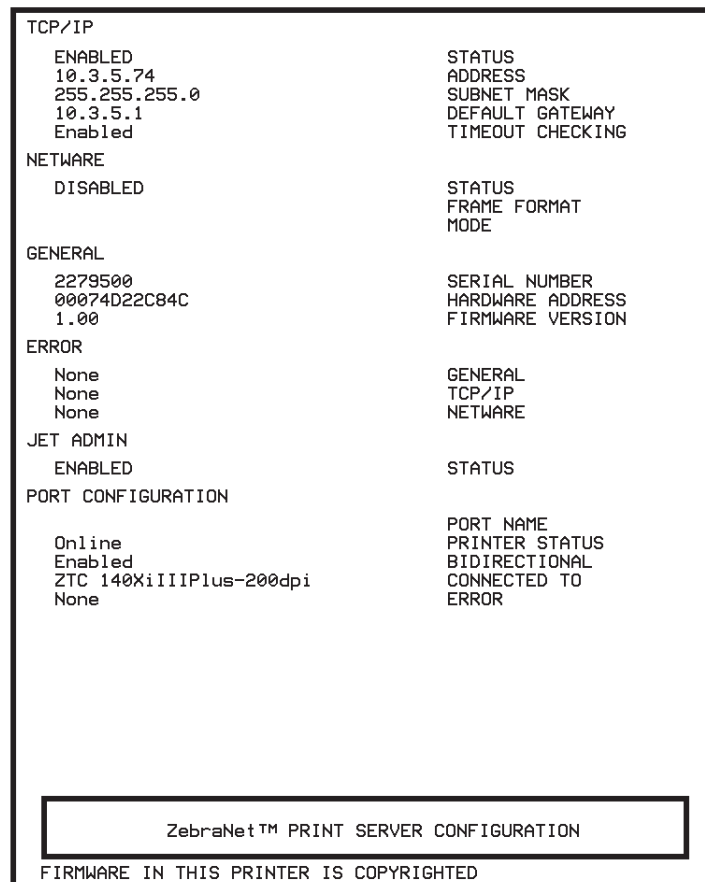 TCP/IP
ENABLED STATUS
10.3.5.74 ADDRESS
255.255.255.0 SUBNET MASK
10.3.5.1 DEFAULT GATEWAY
Enabled TIMEOUT CHECKING
NETWARE
DISABLED STATUS
FRAME FORMAT
MODE
GENERAL
2279500 SERIAL NUMBER
00074D22C84C HARDWARE ADDRESS
1.00 FIRMWARE VERSION
ERROR
None GENERAL
None TCP/IP
None NETWARE
JET ADMIN
ENABLED STATUS
PORT CONFIGURATION
PORT NAME
Online PRINTER STATUS
Enabled BIDIRECTIONAL
ZTC 140XiIIIPlus-200dpi CONNECTED TO
None ERROR
ZebraNet™ PRINT SERVER CONFIGURATION
FIRMWARE IN THIS PRINTER IS COPYRIGHTED